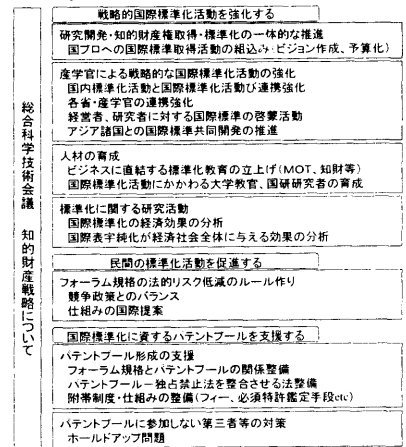 総合科学技術会議 知的財産戦略について
戦略的国際標準化活動を強化する
研究開発・知的財産権取得・標準化の一体的な推進
国プロへの国際標準取得活動の組込み(ビジョン作成、予算化)
産学官による戦略的な国際標準化活動の強化
国内標準化活動と国際標準化活動び連携強化
各省・産学官の連携強化
経営者、研究者に対する国際標準の啓蒙活動
アジア諸国との国際標準共同開発の推進
人材の育成
ビジネスに直結する標準化教育の立上げ(MOT、知財等)
国際標準化活動にかかわる大学教官、国研研究者の育成
標準化に関する研究活動
国際標準化の経済効果の分析
国際表字純化が経済社会全体に与える効果の分析
民間の標準化活動を促進する
フォーラム規格の法的リスク低減のルール作り
競争政策とのバランス
仕組みの国際提案
国際標準化に資するパテントプールを支援する
パテントプール形成の支援
フォーラム規格とパテントプールの関係整備
パテントプール－独占禁止法を整合させる法整備
附帯制度・仕組みの整備(フィー、必須特許鑑定手段etc)
パテントプールに参加しない第三者等の対策
ホールドアップ問題